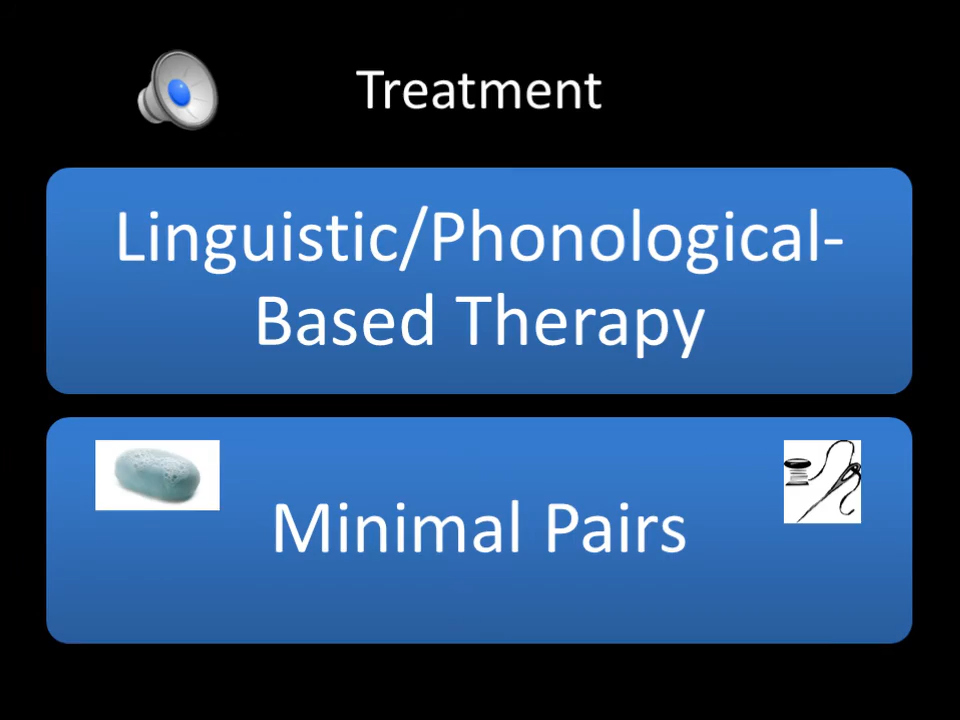 Treatment
Linguistic/Phonological-
Based Therapy
Minimal Pairs